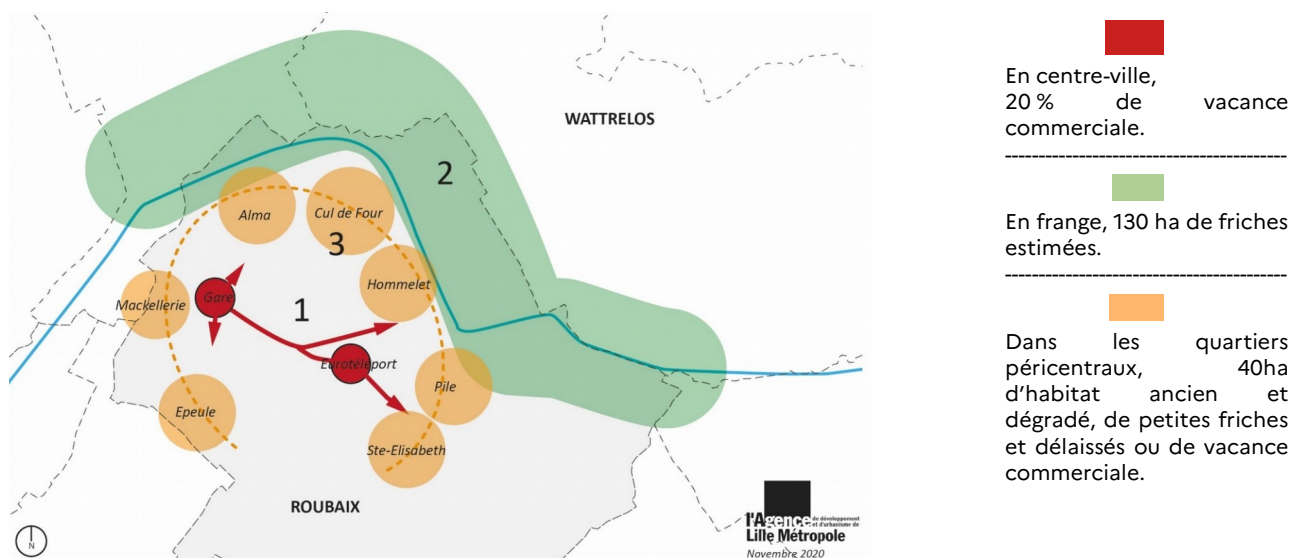 WATTRELOS
2
Alma
Cul de Four
3
Hommelet
Mackellerie
Gare
1
Eurotéléport
Pile
Epeule
Ste-Elisabeth
ROUBAIX
N
l'Agence de développement et d'urbanisme de
Lille Métropole
Novembre 2020
En centre-ville,
20 % de vacance
commerciale.
En frange, 130 ha de friches
estimées.
Dans les quartiers
péricentraux, 40ha
d'habitat ancien et
dégradé, de petites friches
et délaissés ou de vacance
commerciale.